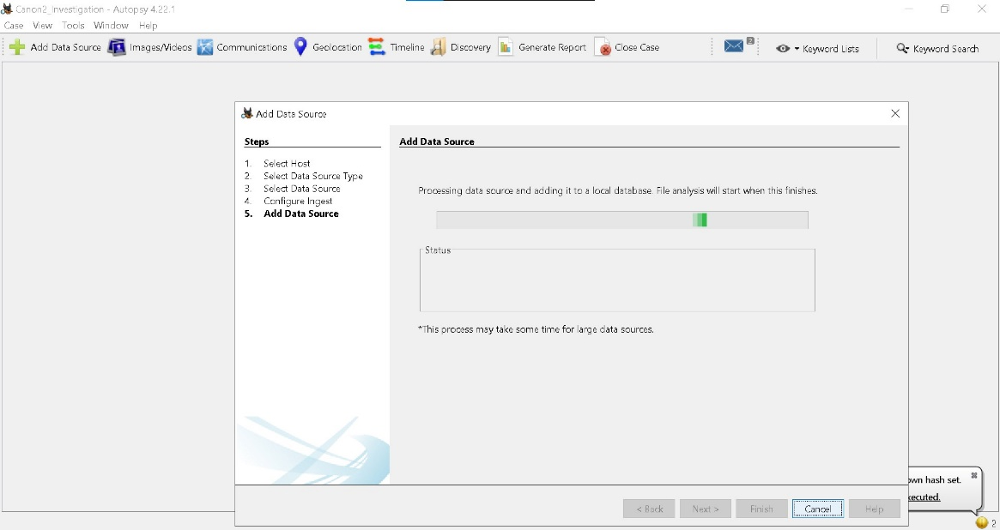 Canon2_Investigation - Autopsy 4.22.1
Case View Tools Window Help
Add Data Source Images/Videos Communications Geolocation Timeline Discovery Generate Report Close Case 2 Keyword Lists Keyword Search
Add Data Source
Steps
1. Select Host
2. Select Data Source Type
3. Select Data Source
4. Configure Ingest
5. Add Data Source
Add Data Source
Processing data source and adding it to a local database. File analysis will start when this finishes.
Status
*This process may take some time for large data sources.
< Back Next > Finish Cancel Help
hash set.
2